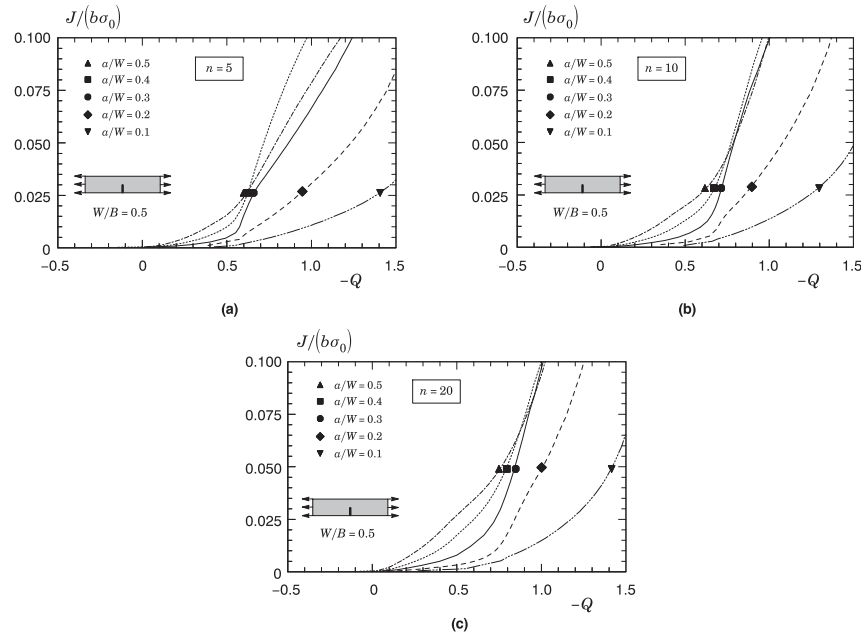 J/(bσ₀)
0.100
0.075
0.050
0.025
0
a/W = 0.5
a/W = 0.4
a/W = 0.3
a/W = 0.2
a/W = 0.1
n = 5
W/B = 0.5
−0.5 0 0.5 1.0 1.5
−Q
(a)
J/(bσ₀)
0.100
0.075
0.050
0.025
0
a/W = 0.5
a/W = 0.4
a/W = 0.3
a/W = 0.2
a/W = 0.1
n = 10
W/B = 0.5
−0.5 0 0.5 1.0 1.5
−Q
(b)
J/(bσ₀)
0.100
0.075
0.050
0.025
0
a/W = 0.5
a/W = 0.4
a/W = 0.3
a/W = 0.2
a/W = 0.1
n = 20
W/B = 0.5
−0.5 0 0.5 1.0 1.5
−Q
(c)